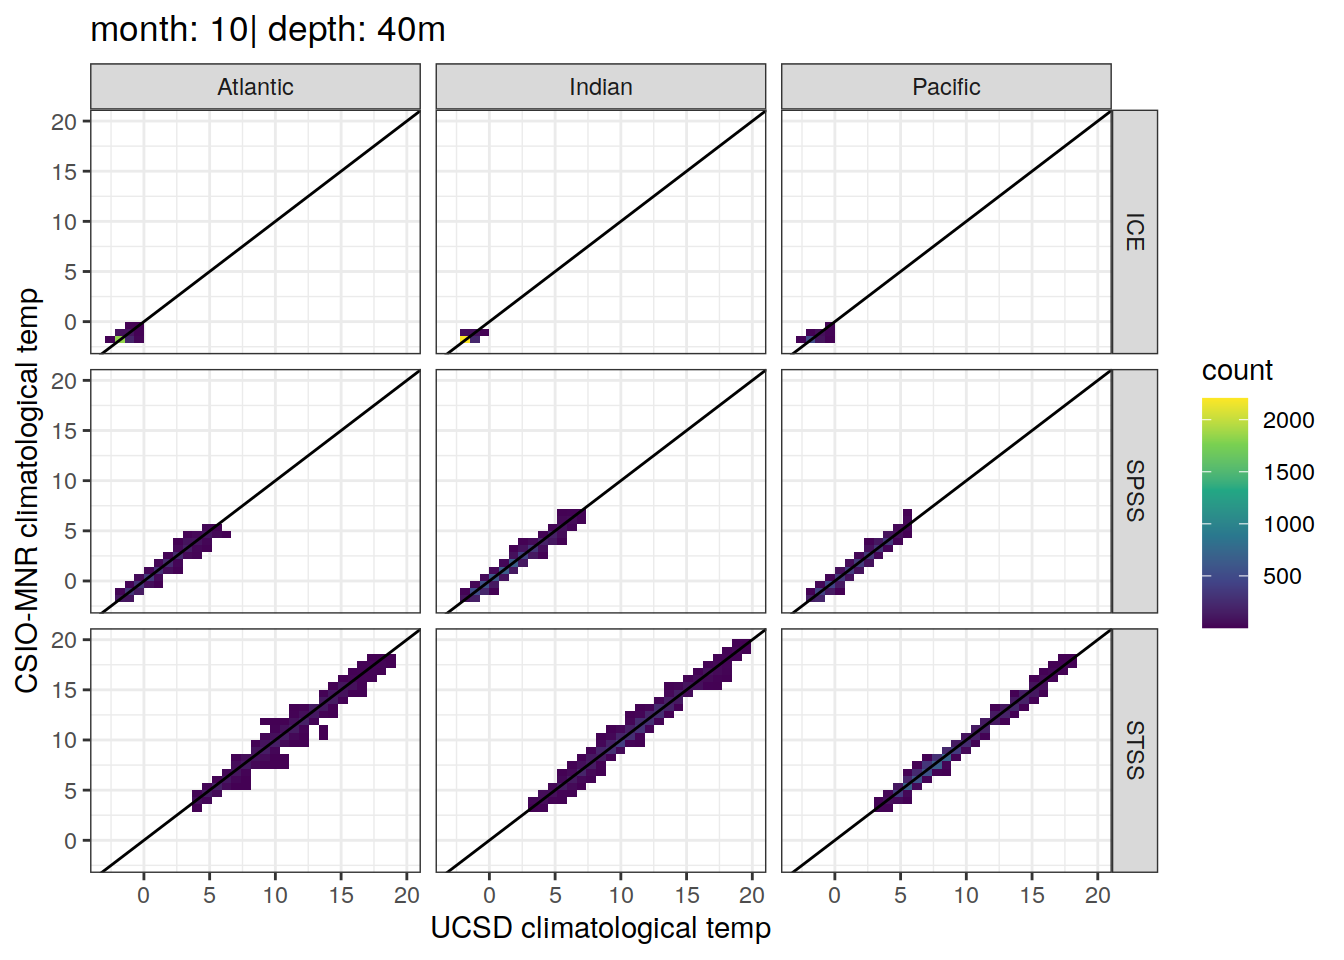 month: 10| depth: 40m
Atlantic
Indian
Pacific
20
15
10
5
0
ICE
20
15
10
5
0
SPSS
20
15
10
5
0
STSS
0 5 10 15 20
0 5 10 15 20
0 5 10 15 20
UCSD climatological temp
CSIO-MNR climatological temp
count
2000
1500
1000
500